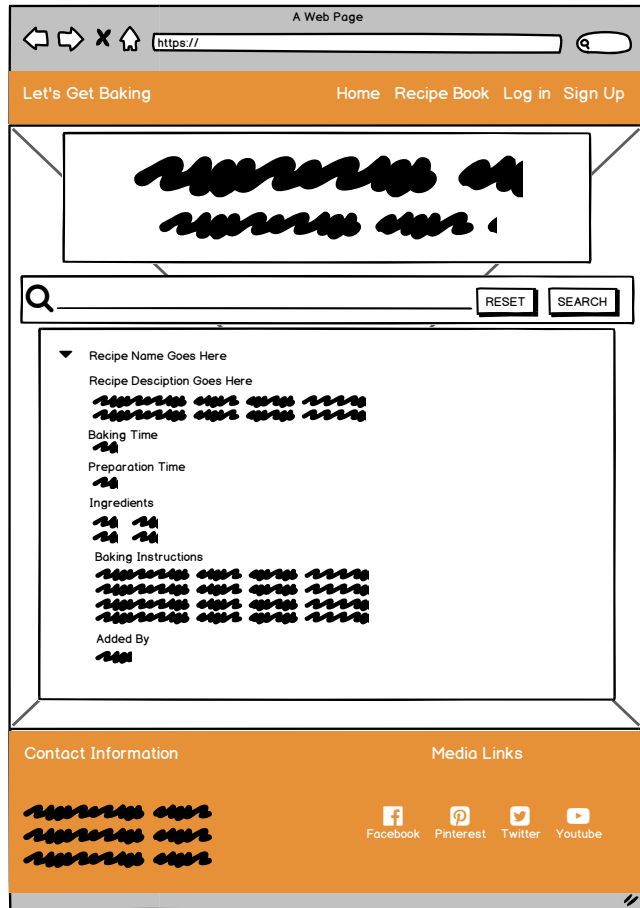 A Web Page
https://
Let's Get Baking Home Recipe Book Log in Sign Up
RESET SEARCH
Recipe Name Goes Here
Recipe Desciption Goes Here
Baking Time
Preparation Time
Ingredients
Baking Instructions
Added By
Contact Information Media Links
Facebook Pinterest Twitter Youtube